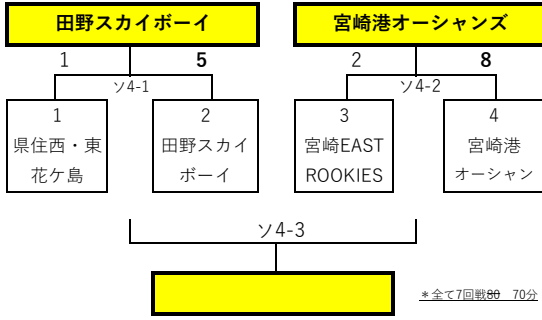 田野スカイボーイ
宮崎港オーシャンズ
1
5
2
8
ソ4-1
ソ4-2
1
県住西・東
花ケ島
2
田野スカイ
ボーイ
3
宮崎EAST
ROOKIES
4
宮崎港
オーシャン
ソ4-3
＊全て7回戦80　70分